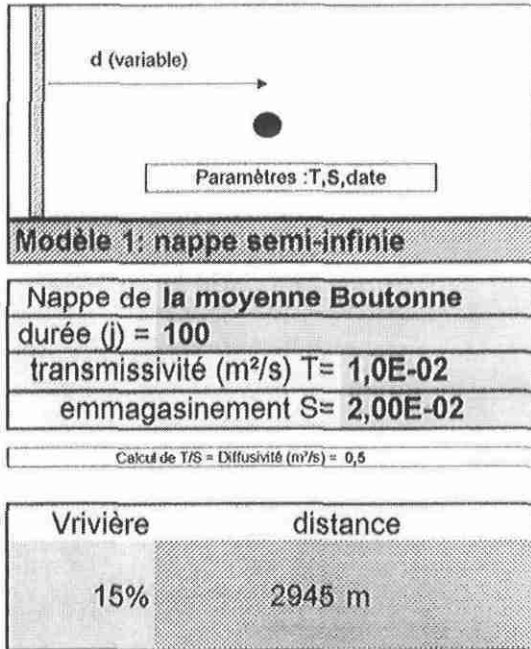 d (variable)
Paramètres :T,S,date
Modèle 1: nappe semi-infinie
Nappe de la moyenne Boutonne
durée (j) = 100
transmissivité (m²/s) T= 1,0E-02
emmagasinement S= 2,00E-02
Calcul de T/S = Diffusivité (m²/s) = 0,5
Vrivière distance
15% 2945 m